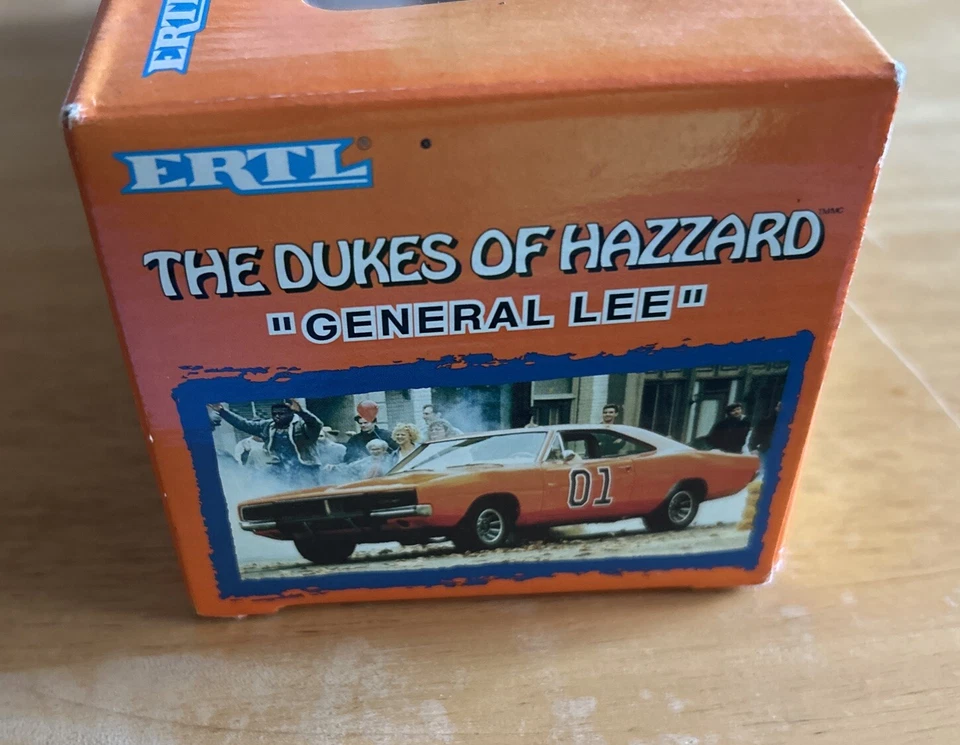 ERTL
ERTL®
THE DUKES OF HAZZARD
"GENERAL LEE"
01